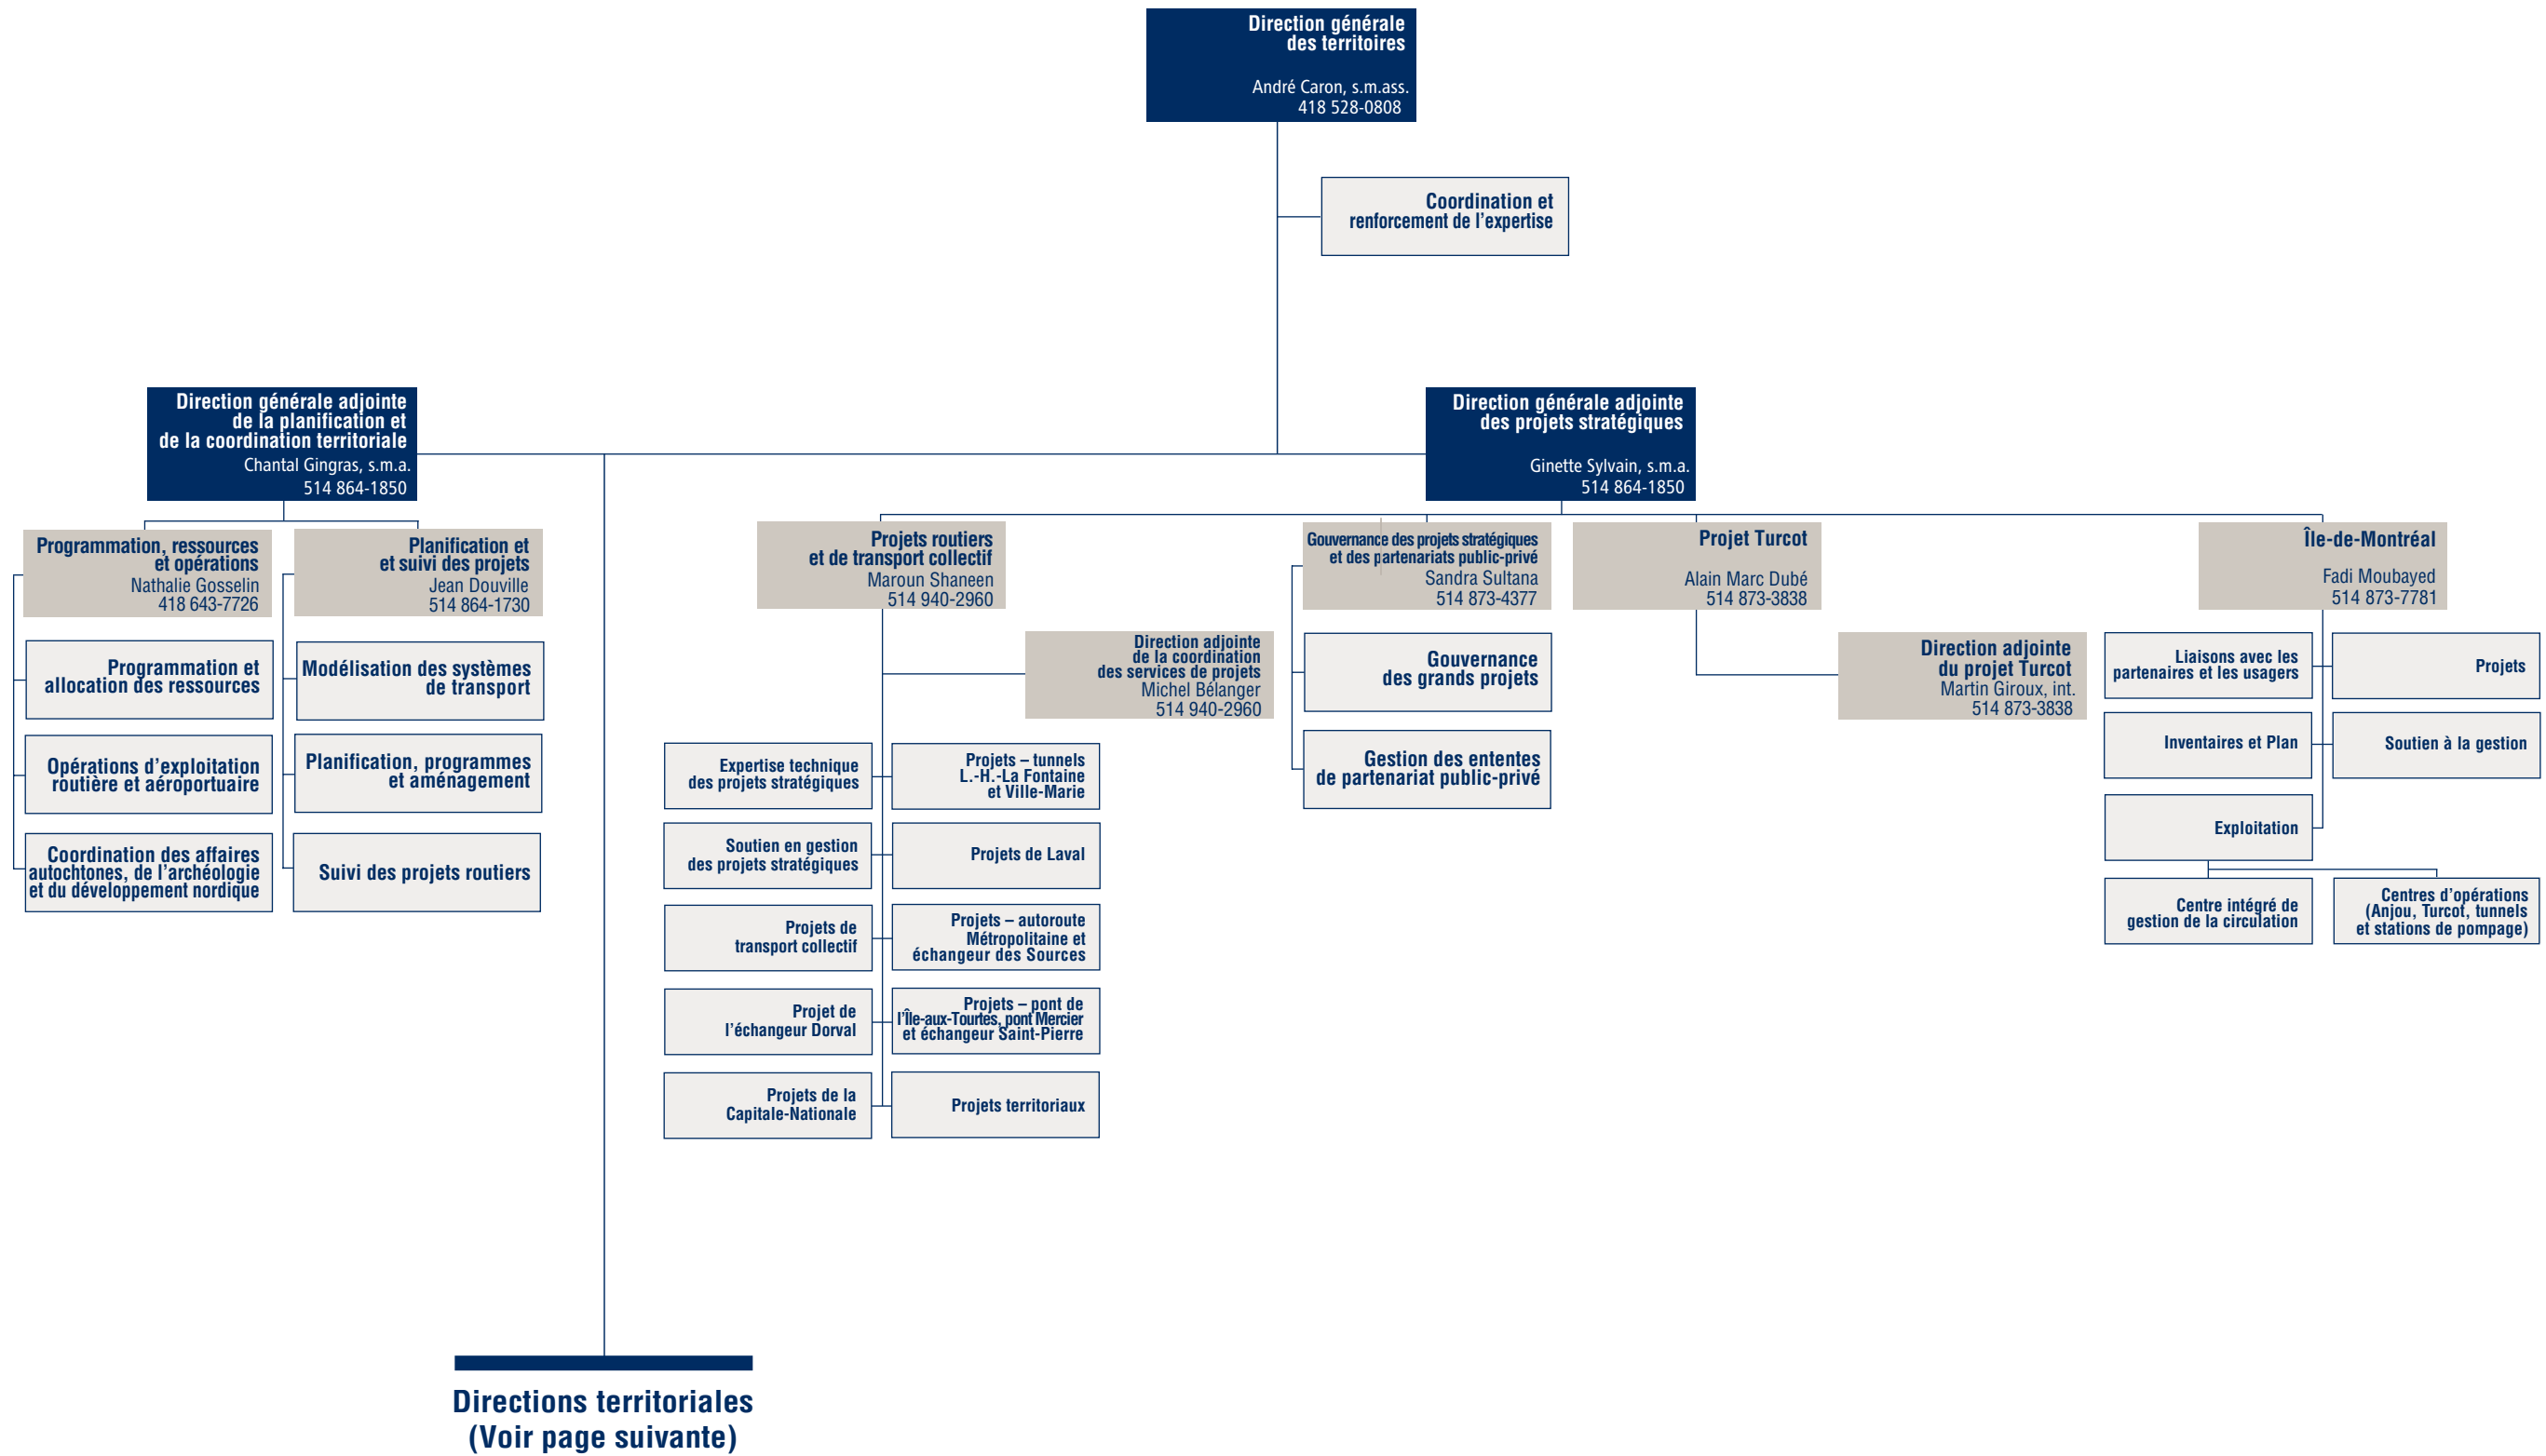 Direction générale
des territoires
André Caron, s.m.ass.
418 528-0808
Coordination et
renforcement de l’expertise
Direction générale adjointe
de la planification et
de la coordination territoriale
Chantal Gingras, s.m.a.
514 864-1850
Direction générale adjointe
des projets stratégiques
Ginette Sylvain, s.m.a.
514 864-1850
Programmation, ressources
et opérations
Nathalie Gosselin
418 643-7726
Programmation et
allocation des ressources
Opérations d’exploitation
routière et aéroportuaire
Coordination des affaires
autochtones, de l’archéologie
et du développement nordique
Planification et
et suivi des projets
Jean Douville
514 864-1730
Modélisation des systèmes
de transport
Planification, programmes
et aménagement
Suivi des projets routiers
Projets routiers
et de transport collectif
Maroun Shaneen
514 940-2960
Direction adjointe
de la coordination
des services de projets
Michel Bélanger
514 940-2960
Expertise technique
des projets stratégiques
Projets – tunnels
L.-H.-La Fontaine
et Ville-Marie
Soutien en gestion
des projets stratégiques
Projets de Laval
Projets de
transport collectif
Projets – autoroute
Métropolitaine et
échangeur des Sources
Projet de
l’échangeur Dorval
Projets – pont de
l’Île-aux-Tourtes, pont Mercier
et échangeur Saint-Pierre
Projets de la
Capitale-Nationale
Projets territoriaux
Gouvernance des projets stratégiques
et des partenariats public-privé
Sandra Sultana
514 873-4377
Gouvernance
des grands projets
Gestion des ententes
de partenariat public-privé
Projet Turcot
Alain Marc Dubé
514 873-3838
Direction adjointe
du projet Turcot
Martin Giroux, int.
514 873-3838
Île-de-Montréal
Fadi Moubayed
514 873-7781
Liaisons avec les
partenaires et les usagers
Projets
Inventaires et Plan
Soutien à la gestion
Exploitation
Centre intégré de
gestion de la circulation
Centres d’opérations
(Anjou, Turcot, tunnels
et stations de pompage)
Directions territoriales
(Voir page suivante)